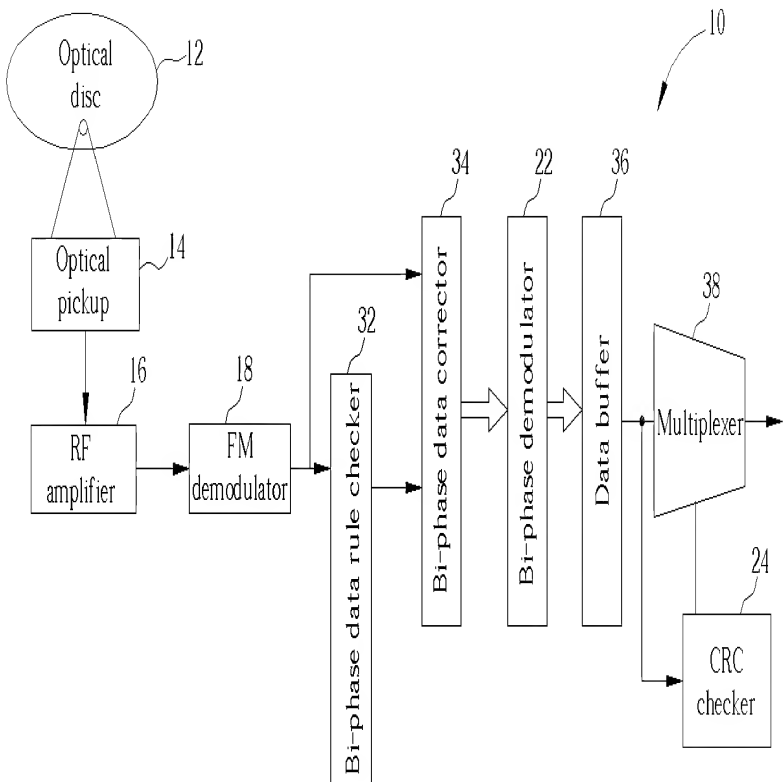 10
Optical
disc
12
Optical
pickup
14
RF
amplifier
16
FM
demodulator
18
Bi-phase data rule checker
32
Bi-phase data corrector
34
Bi-phase demodulator
22
Data buffer
36
Multiplexer
38
CRC
checker
24